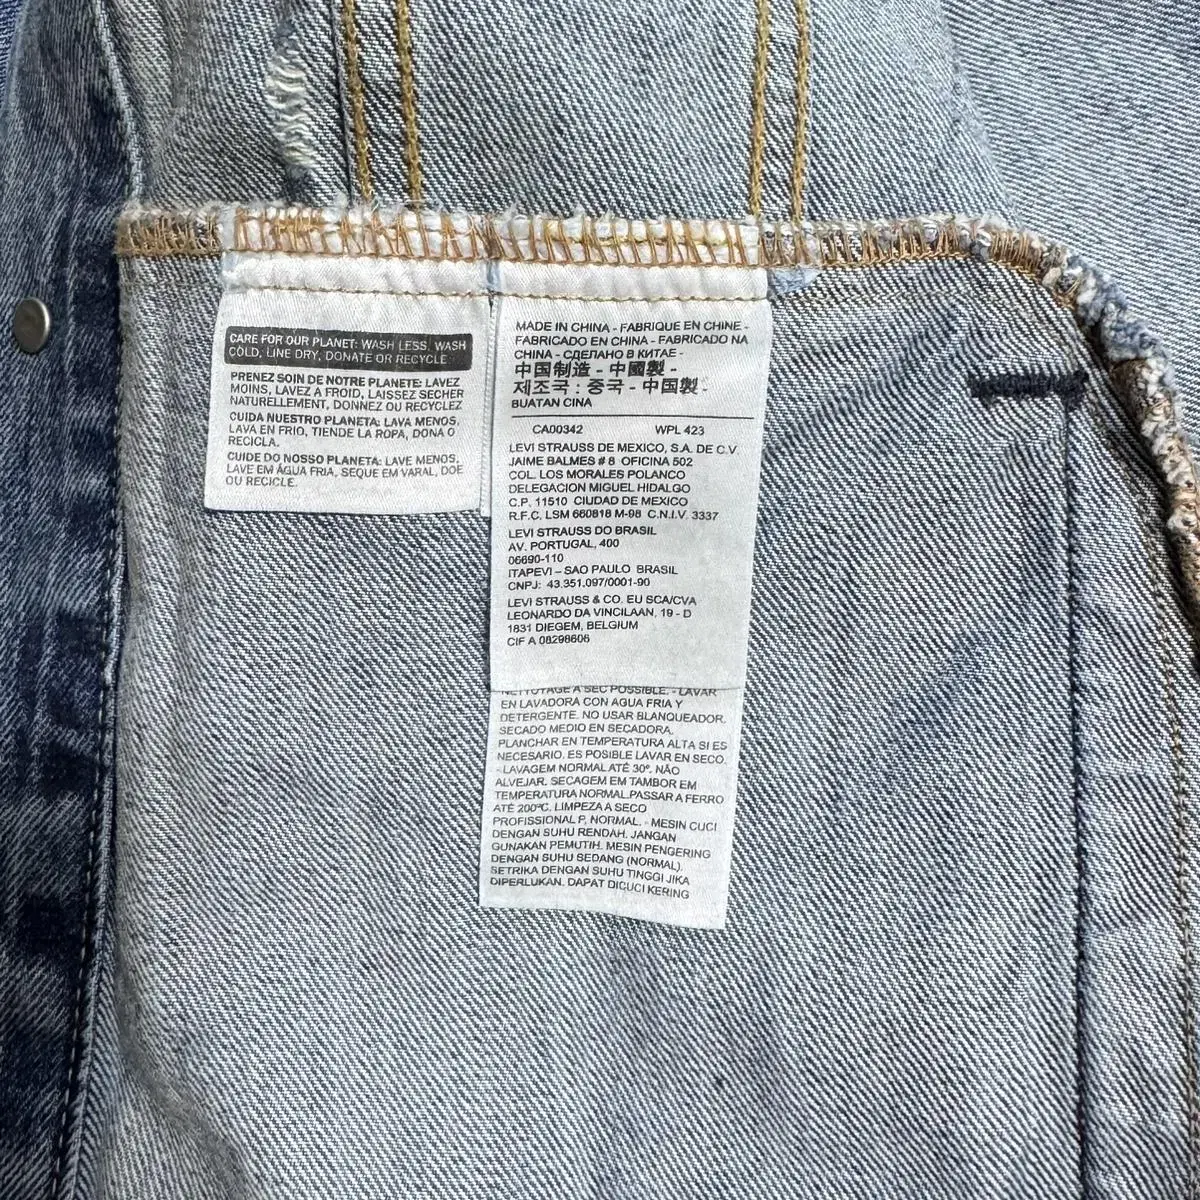 CARE FOR OUR PLANET: WASH LESS, WASH
COLD, LINE DRY, DONATE OR RECYCLE
PRENEZ SOIN DE NOTRE PLANETE: LAVEZ
MOINS, LAVEZ A FROID, LAISSEZ SECHER
NATURELLEMENT, DONNEZ OU RECYCLEZ
CUIDA NUESTRO PLANETA: LAVA MENOS,
LAVA EN FRIO, TIENDE LA ROPA, DONA O
RECICLA.
CUIDE DO NOSSO PLANETA: LAVE MENOS,
LAVE EM ÁGUA FRIA, SEQUE EM VARAL, DOE
OU RECICLE.
MADE IN CHINA - FABRIQUE EN CHINE -
FABRICADO EN CHINA - FABRICADO NA
CHINA - СДЕЛАНО В КИТАЕ -
中国制造 - 中國製 -
제조국 : 중국 - 中国製 -
BUATAN CINA
CA00342 WPL 423
LEVI STRAUSS DE MEXICO, S.A. DE C.V.
JAIME BALMES # 8 OFICINA 502
COL. LOS MORALES POLANCO
DELEGACION MIGUEL HIDALGO
C.P. 11510 CIUDAD DE MEXICO
R.F.C. LSM 660818 M-98 C.N.I.V. 3337
LEVI STRAUSS DO BRASIL
AV. PORTUGAL, 400
06690-110
ITAPEVI – SAO PAULO BRASIL
CNPJ: 43.351.097/0001-90
LEVI STRAUSS & CO. EU SCA/CVA
LEONARDO DA VINCILAAN, 19 - D
1831 DIEGEM, BELGIUM
CIF A 08298606
NETTOYAGE A SEC POSSIBLE. - LAVAR
EN LAVADORA CON AGUA FRIA Y
DETERGENTE. NO USAR BLANQUEADOR.
SECADO MEDIO EN SECADORA.
PLANCHAR EN TEMPERATURA ALTA SI ES
NECESARIO. ES POSIBLE LAVAR EN SECO.
- LAVAGEM NORMAL ATÉ 30º. NÃO
ALVEJAR. SECAGEM EM TAMBOR EM
TEMPERATURA NORMAL.PASSAR A FERRO
ATÉ 200ºC. LIMPEZA A SECO
PROFISSIONAL P, NORMAL. - MESIN CUCI
DENGAN SUHU RENDAH. JANGAN
GUNAKAN PEMUTIH. MESIN PENGERING
DENGAN SUHU SEDANG (NORMAL).
SETRIKA DENGAN SUHU TINGGI JIKA
DIPERLUKAN. DAPAT DICUCI KERING